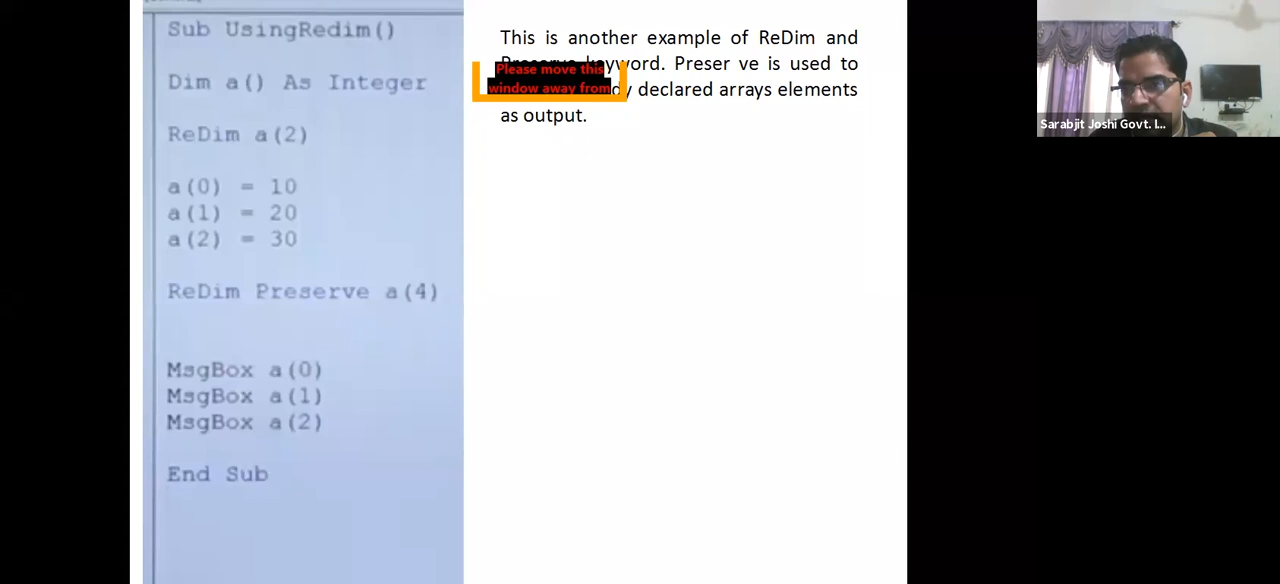 Sub UsingRedim()
Dim a() As Integer
ReDim a(2)
a(0) = 10
a(1) = 20
a(2) = 30
ReDim Preserve a(4)
MsgBox a(0)
MsgBox a(1)
MsgBox a(2)
End Sub
This is another example of ReDim and
keyword. Preser ve is used to
declared arrays elements
as output.
Please move this
window away from
Sarabjit Joshi Govt. I...